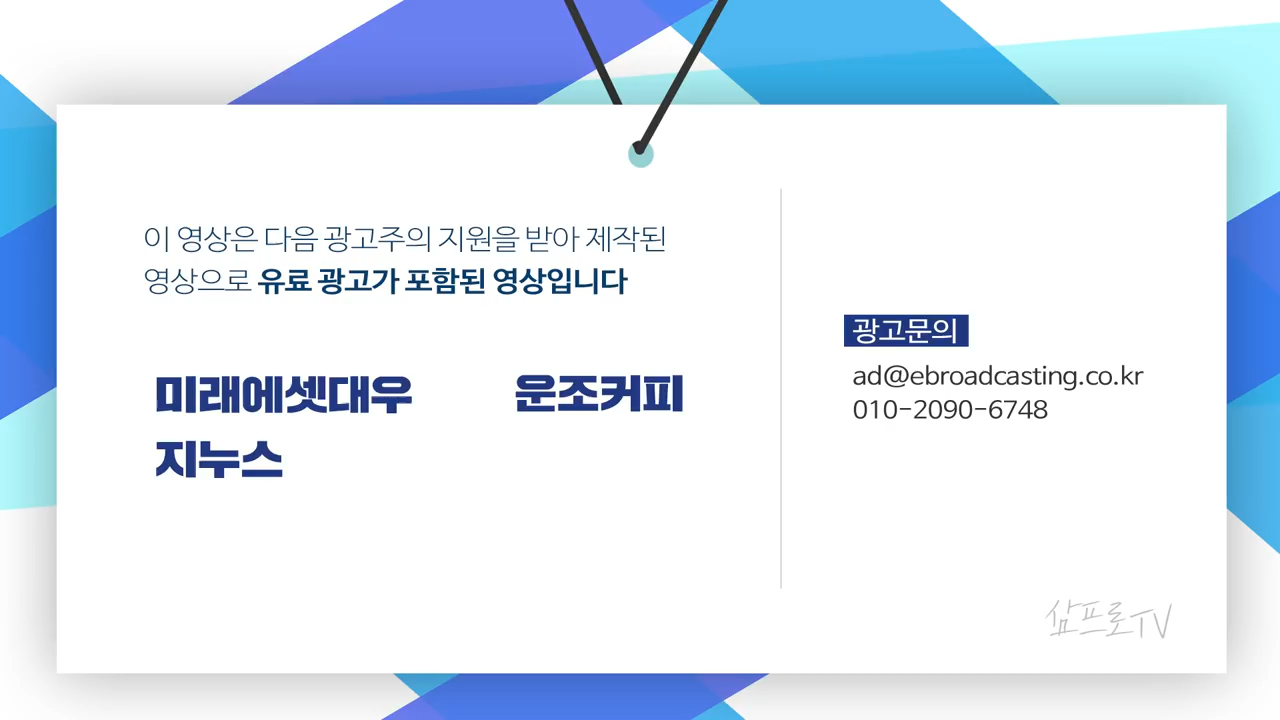 이 영상은 다음 광고주의 지원을 받아 제작된
영상으로 유료 광고가 포함된 영상입니다
미래에셋대우 운조커피
지누스
광고문의
ad@ebroadcasting.co.kr
010-2090-6748
삼프로TV